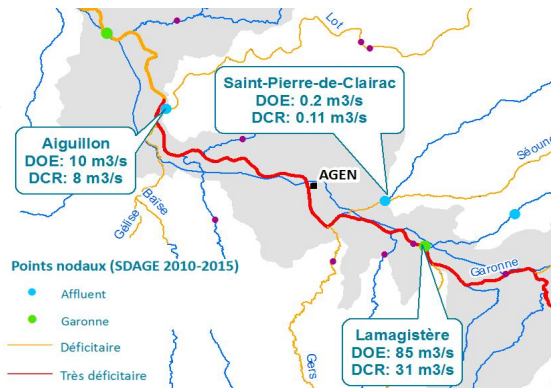 Lot
Saint-Pierre-de-Clairac
DOE: 0.2 m3/s
DCR: 0.11 m3/s
Aiguillon
DOE: 10 m3/s
DCR: 8 m3/s
AGEN
Séoune
Baïse
Gélise
Garonne
Gers
Points nodaux (SDAGE 2010-2015)
Affluent
Garonne
Déficitaire
Très déficitaire
Lamagistère
DOE: 85 m3/s
DCR: 31 m3/s